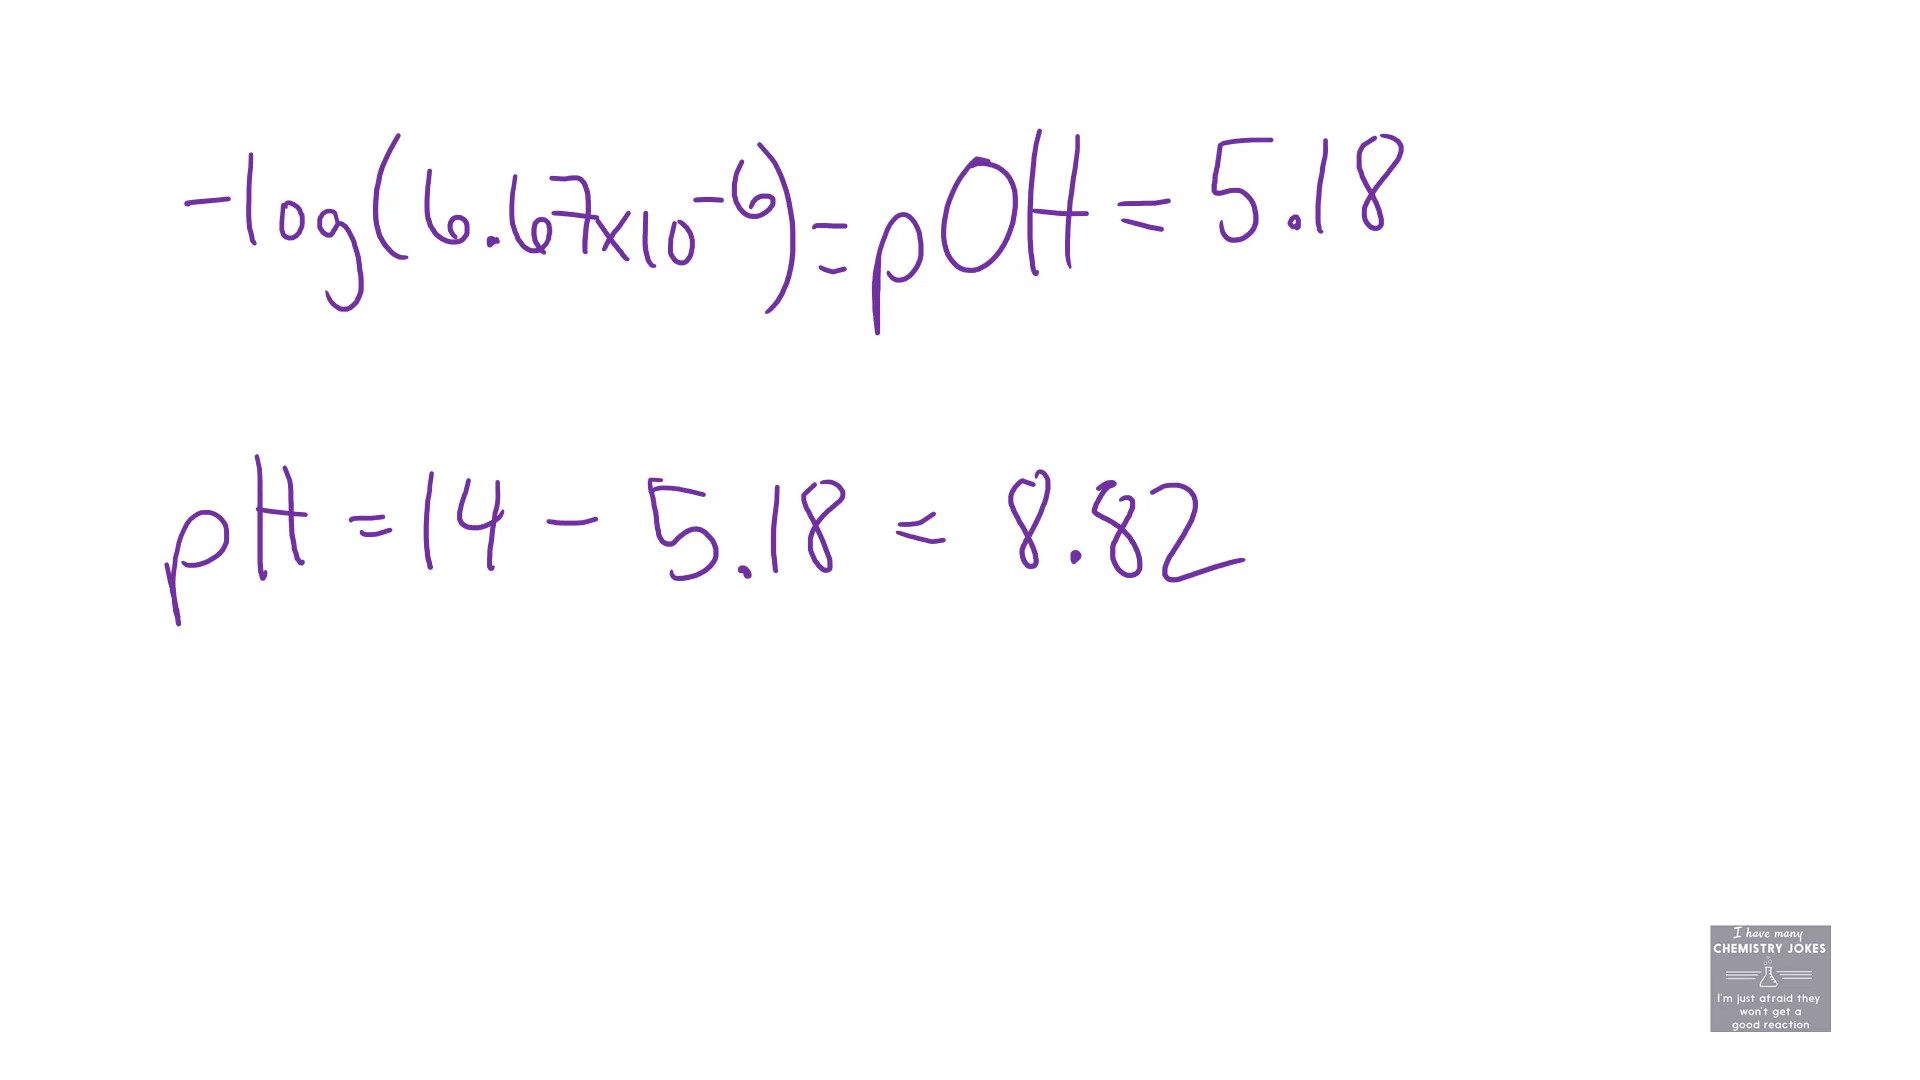 -log(6.67x10⁻⁶)=pOH=5.18
pH=14-5.18=8.82
I have many
CHEMISTRY JOKES
I'm just afraid they
won't get a
good reaction